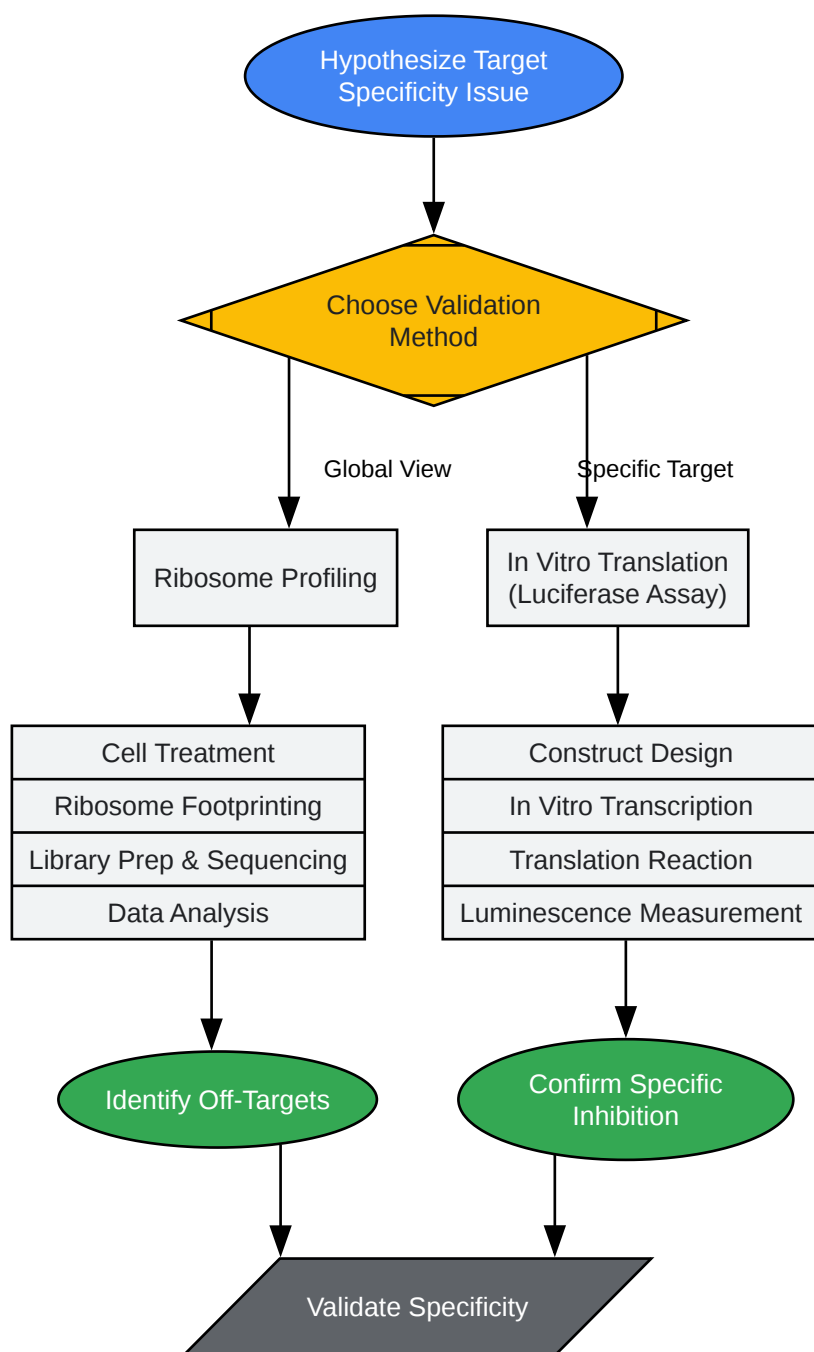 Hypothesize Target
Specificity Issue
Choose Validation
Method
Global View
Specific Target
Ribosome Profiling
In Vitro Translation
(Luciferase Assay)
Cell Treatment
Ribosome Footprinting
Library Prep & Sequencing
Data Analysis
Construct Design
In Vitro Transcription
Translation Reaction
Luminescence Measurement
Identify Off-Targets
Confirm Specific
Inhibition
Validate Specificity